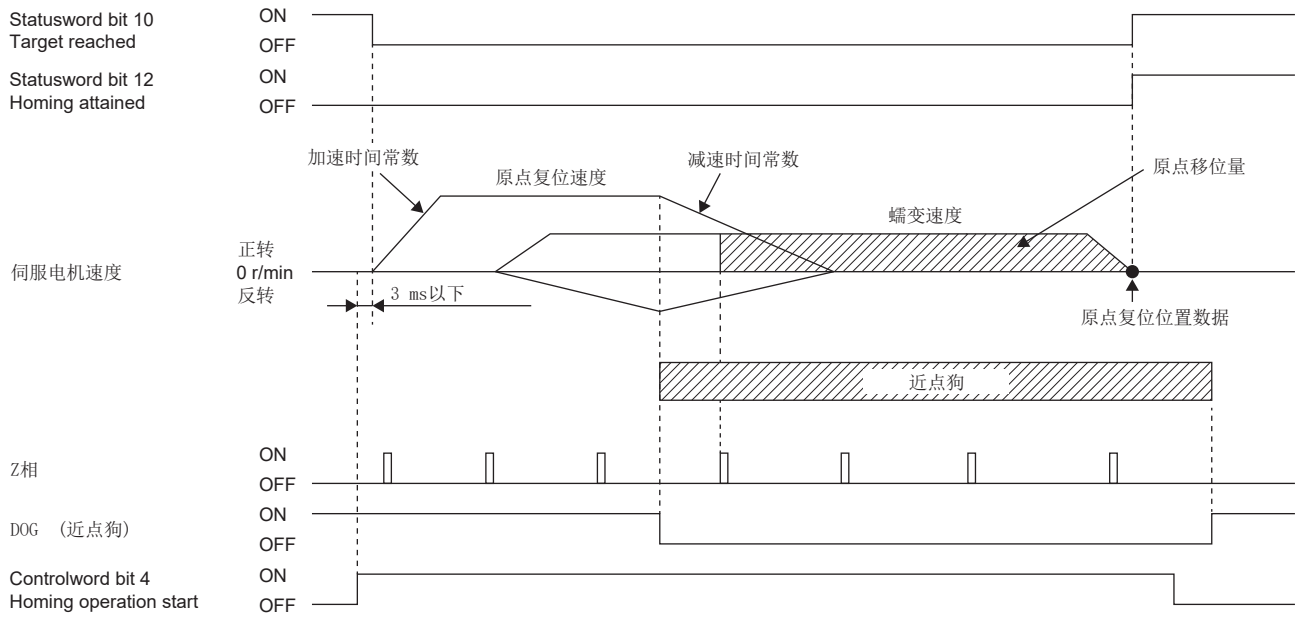 Statusword bit 10
Target reached
ON
OFF
Statusword bit 12
Homing attained
ON
OFF
加速时间常数
原点复位速度
减速时间常数
蠕变速度
原点移位量
伺服电机速度
正转
0 r/min
反转
3 ms以下
原点复位位置数据
近点狗
Z相
ON
OFF
DOG (近点狗)
ON
OFF
Controlword bit 4
Homing operation start
ON
OFF